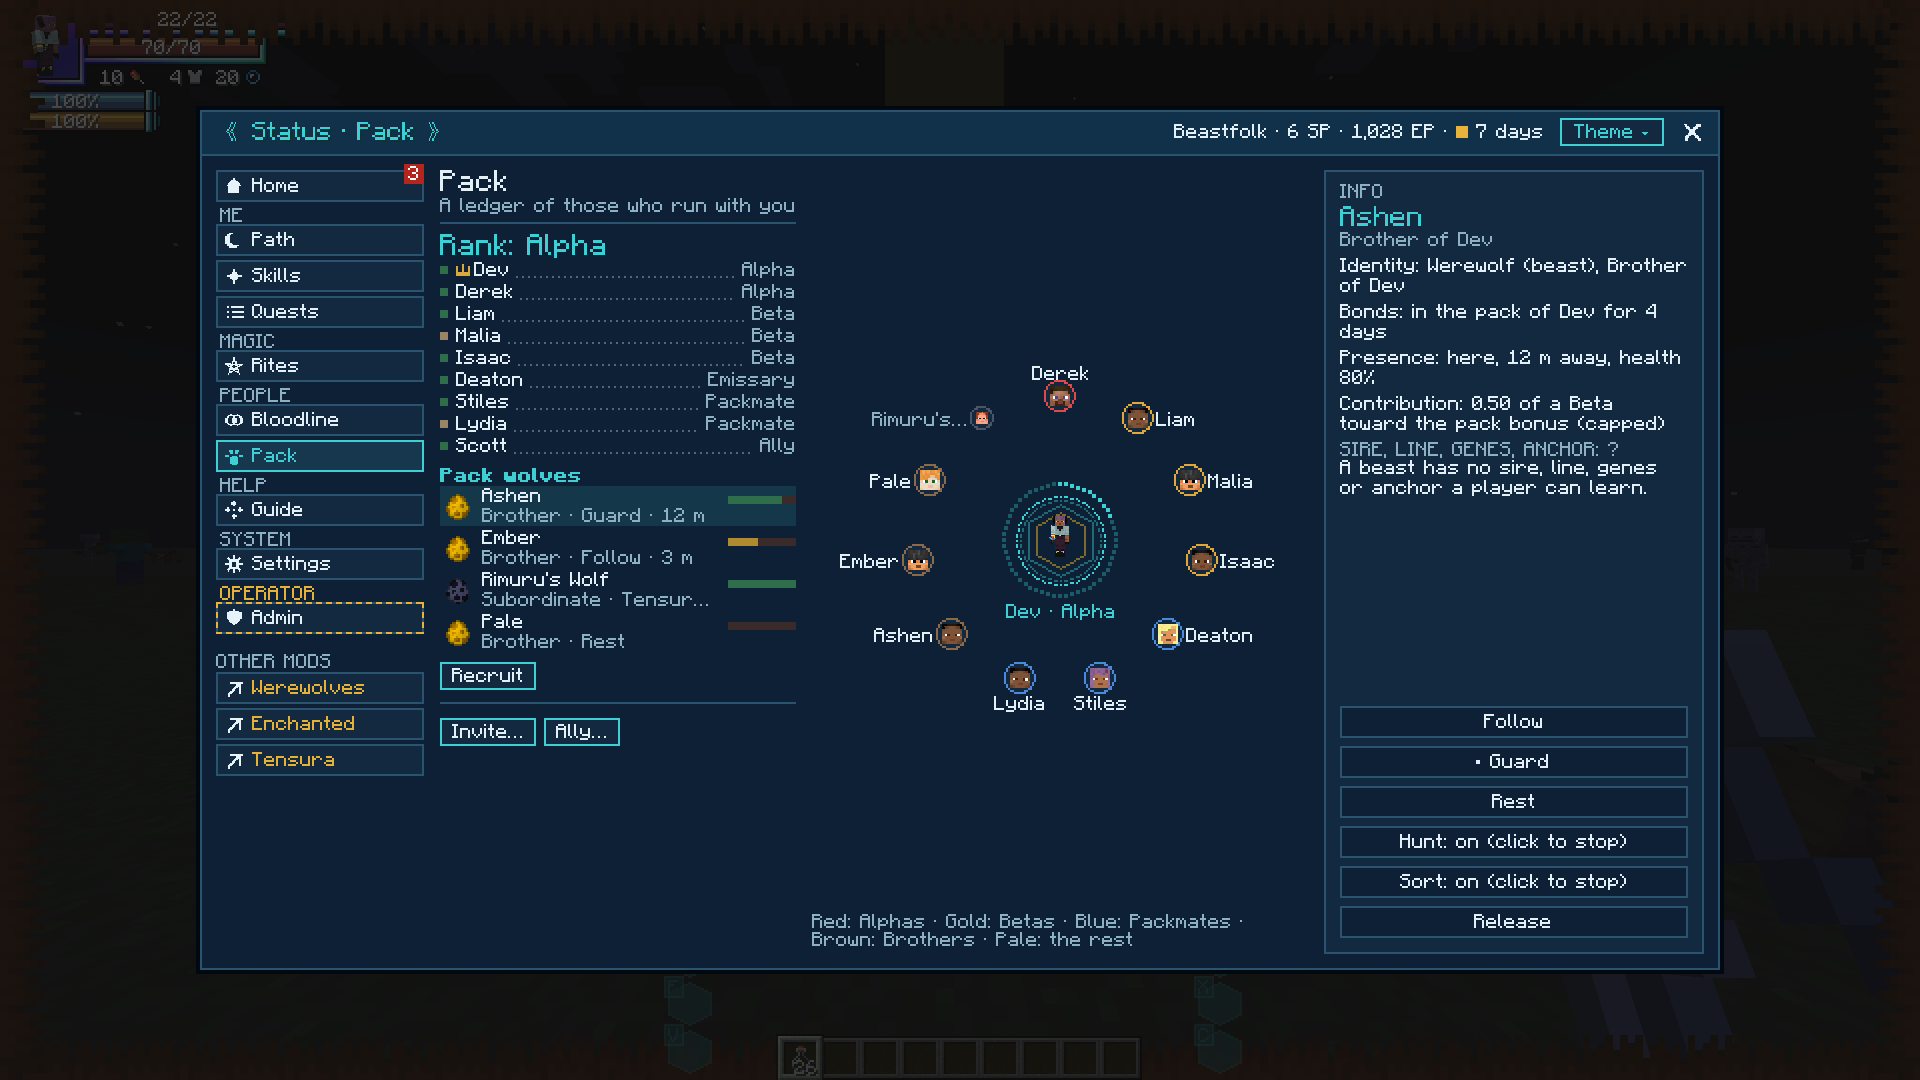 22/22
70/70
10 4 20
100%
100%
《 Status · Pack 》
Beastfolk · 6 SP · 1,028 EP · 7 days
Theme
Home
3
ME
Path
Skills
Quests
MAGIC
Rites
PEOPLE
Bloodline
Pack
HELP
Guide
SYSTEM
Settings
OPERATOR
Admin
OTHER MODS
Werewolves
Enchanted
Tensura
Pack
A ledger of those who run with you
Rank: Alpha
Dev Alpha
Derek Alpha
Liam Beta
Malia Beta
Isaac Beta
Deaton Emissary
Stiles Packmate
Lydia Packmate
Scott Ally
Pack wolves
Ashen
Brother · Guard · 12 m
Ember
Brother · Follow · 3 m
Rimuru's Wolf
Subordinate · Tensur...
Pale
Brother · Rest
Recruit
Invite...
Ally...
Derek
Rimuru's...
Liam
Pale
Malia
Ember
Isaac
Dev · Alpha
Ashen
Deaton
Lydia
Stiles
Red: Alphas · Gold: Betas · Blue: Packmates ·
Brown: Brothers · Pale: the rest
INFO
Ashen
Brother of Dev
Identity: Werewolf (beast), Brother
of Dev
Bonds: in the pack of Dev for 4
days
Presence: here, 12 m away, health
80%
Contribution: 0.50 of a Beta
toward the pack bonus (capped)
SIRE, LINE, GENES, ANCHOR: ?
A beast has no sire, line, genes
or anchor a player can learn.
Follow
· Guard
Rest
Hunt: on (click to stop)
Sort: on (click to stop)
Release
26